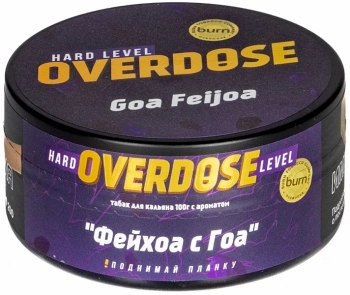 HARD LEVEL
OVERDOSE
burn
Goa Feijoa
HARD OVERDOSE LEVEL
burn
табак для кальяна 100г с ароматом
"Фейхоа с Гоа"
!ПОДНИМАЙ ПЛАНКУ